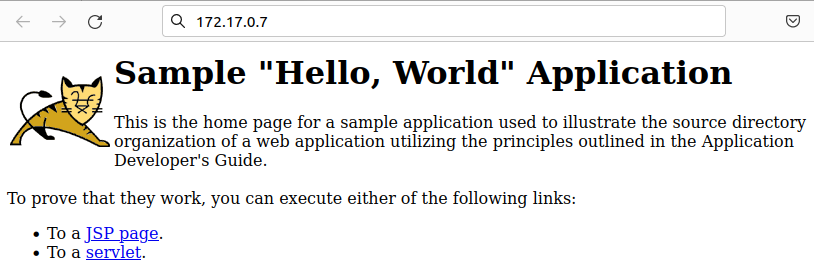 172.17.0.7
Sample "Hello, World" Application
This is the home page for a sample application used to illustrate the source directory
organization of a web application utilizing the principles outlined in the Application
Developer's Guide.
To prove that they work, you can execute either of the following links:
• To a JSP page.
• To a servlet.